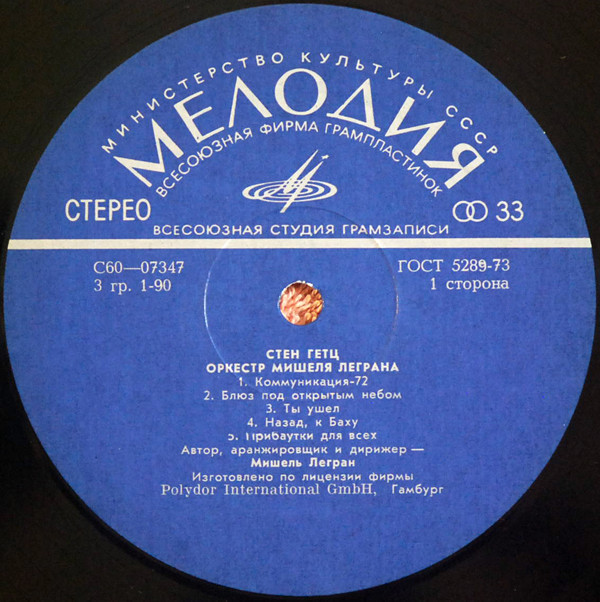 МИНИСТЕРСТВО КУЛЬТУРЫ СССР
МЕЛОДИЯ
ВСЕСОЮЗНАЯ ФИРМА ГРАМПЛАСТИНОК
СТЕРЕО
33
ВСЕСОЮЗНАЯ СТУДИЯ ГРАМЗАПИСИ
С60—07347
ГОСТ 5289-73
3 гр. 1-90
1 сторона
СТЕН ГЕТЦ
ОРКЕСТР МИШЕЛЯ ЛЕГРАНА
1. Коммуникация-72
2. Блюз под открытым небом
3. Ты ушел
4. Назад, к Баху
5. Прибаутки для всех
Автор, аранжировщик и дирижер —
Мишель Легран
Изготовлено по лицензии фирмы
Polydor International GmbH, Гамбург